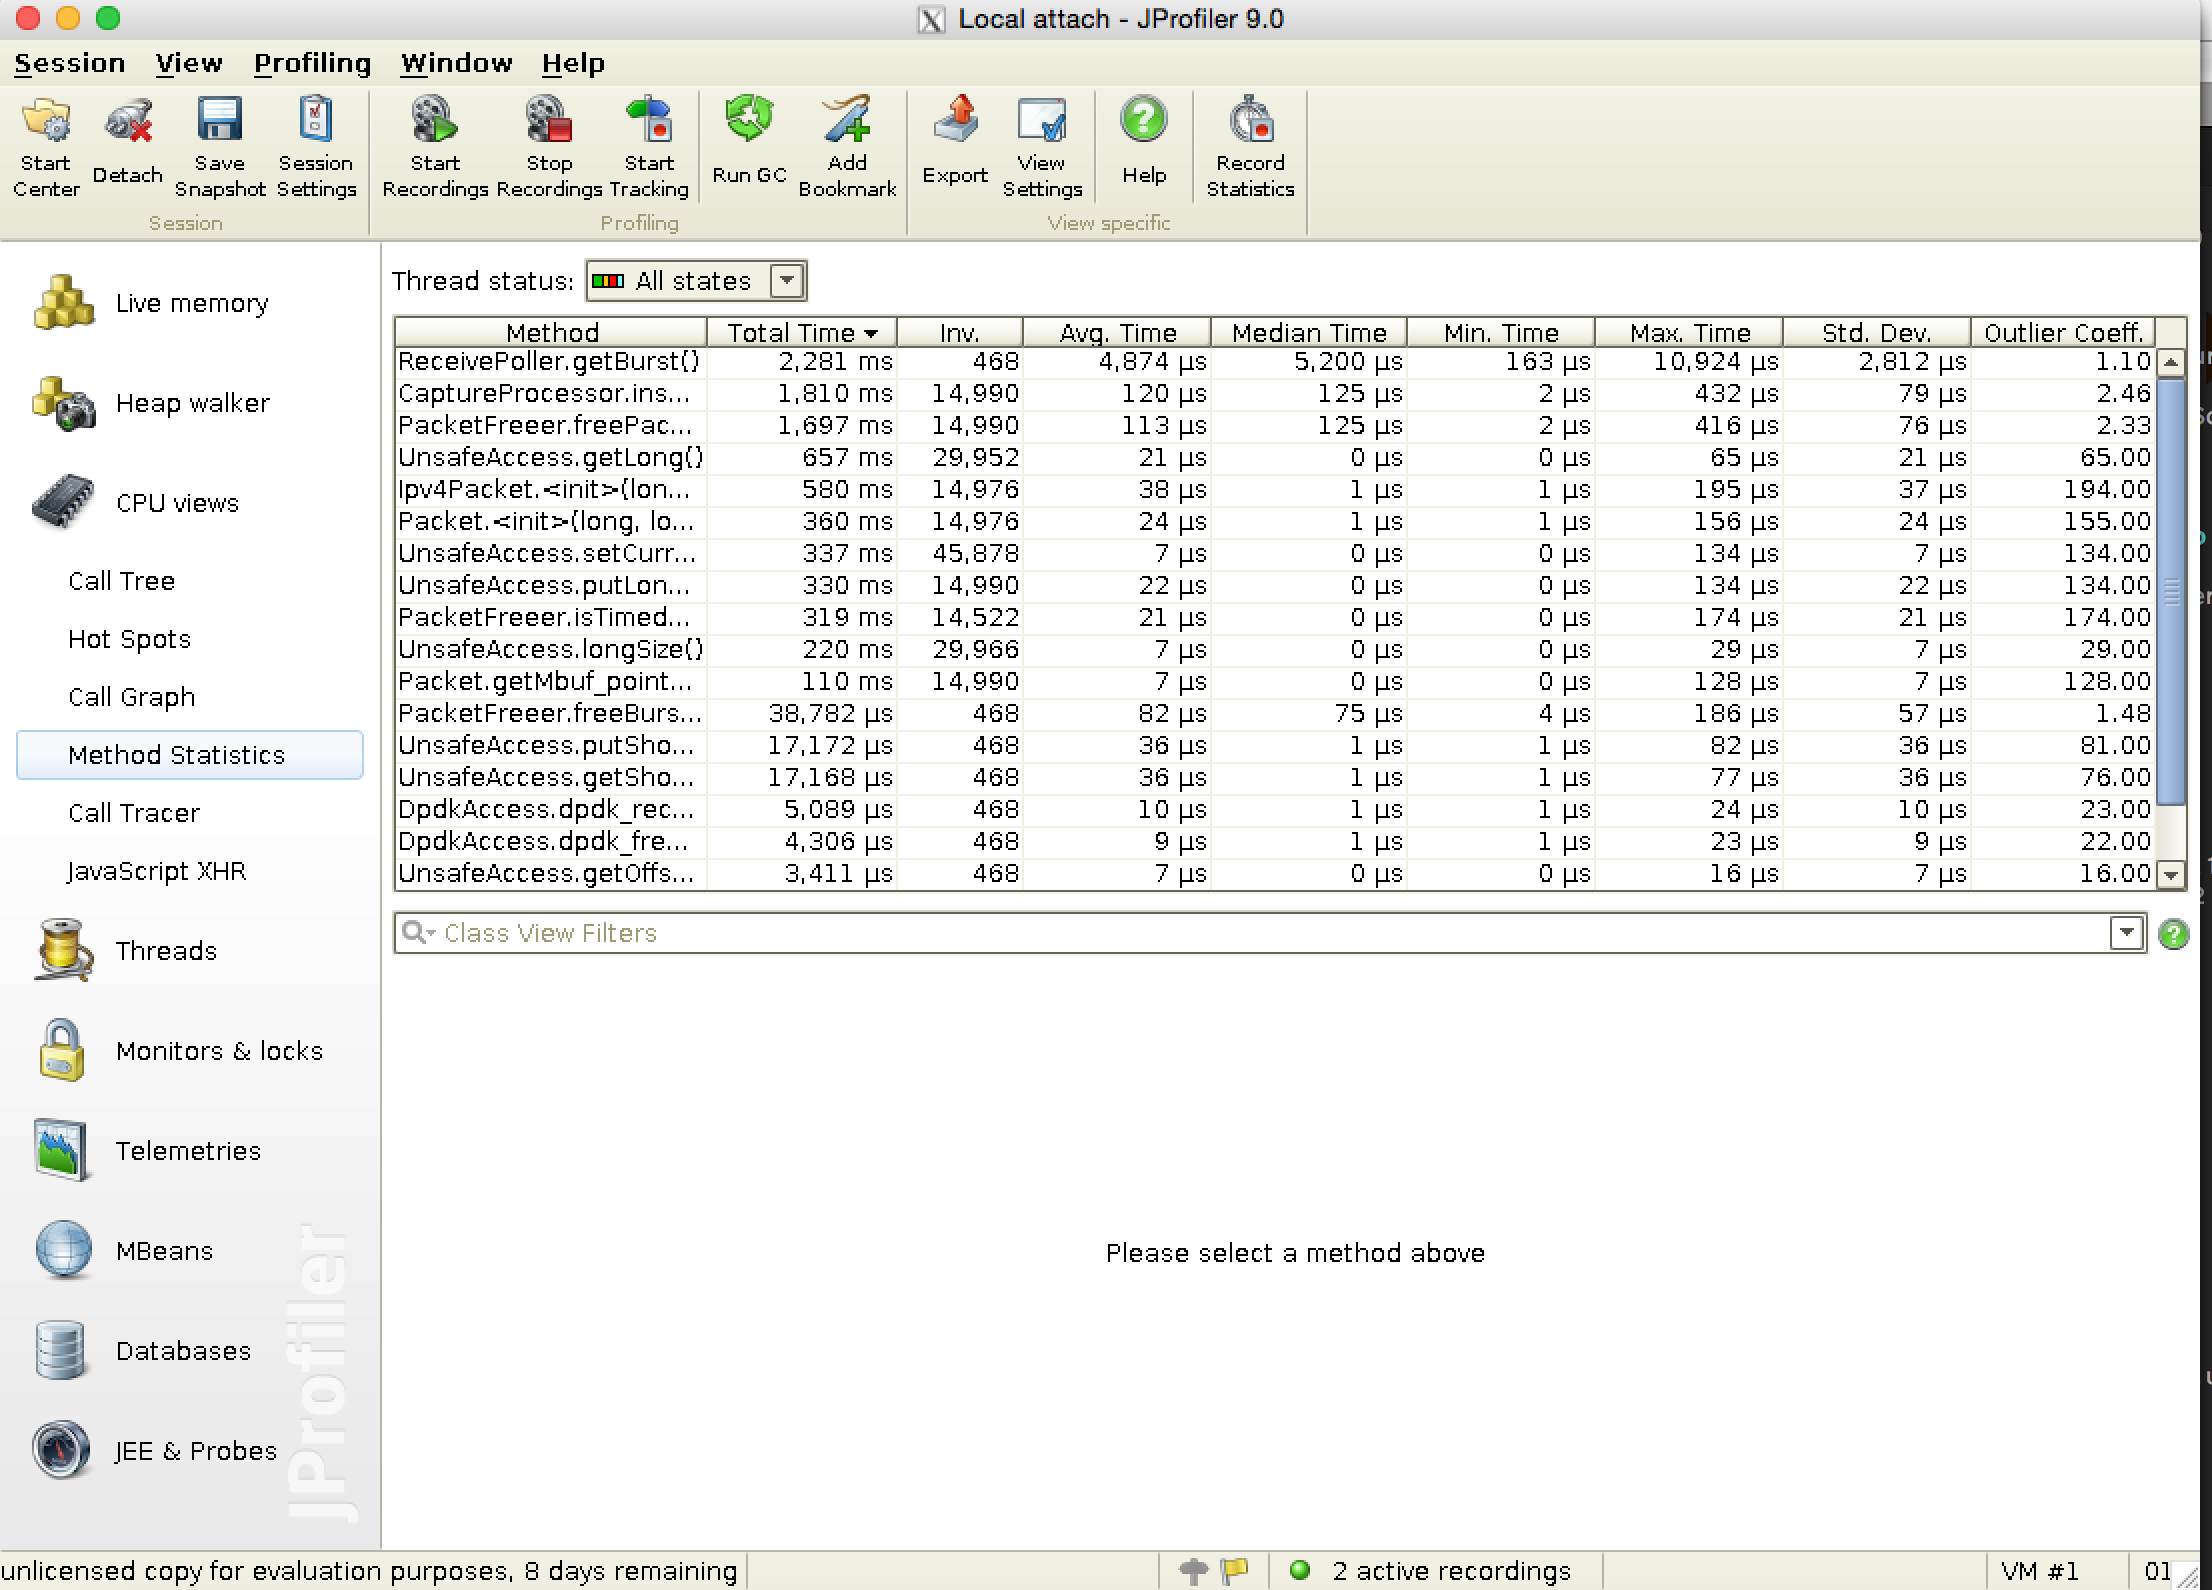 Local attach - JProfiler 9.0
Session View Profiling Window Help
Start Center
Detach
Save Snapshot
Session Settings
Start Recordings
Stop Recordings
Start Tracking
Run GC
Add Bookmark
Export
View Settings
Help
Record Statistics
Session
Profiling
View specific
Live memory
Heap walker
CPU views
Call Tree
Hot Spots
Call Graph
Method Statistics
Call Tracer
JavaScript XHR
Threads
Monitors & locks
Telemetries
MBeans
Databases
JEE & Probes
JProfiler
Thread status: All states
Method Total Time Inv. Avg. Time Median Time Min. Time Max. Time Std. Dev. Outlier Coeff.
ReceivePoller.getBurst() 2,281 ms 468 4,874 µs 5,200 µs 163 µs 10,924 µs 2,812 µs 1.10
CaptureProcessor.ins... 1,810 ms 14,990 120 µs 125 µs 2 µs 432 µs 79 µs 2.46
PacketFreeer.freePac... 1,697 ms 14,990 113 µs 125 µs 2 µs 416 µs 76 µs 2.33
UnsafeAccess.getLong() 657 ms 29,952 21 µs 0 µs 0 µs 65 µs 21 µs 65.00
Ipv4Packet.<init>(lon... 580 ms 14,976 38 µs 1 µs 1 µs 195 µs 37 µs 194.00
Packet.<init>(long, lo... 360 ms 14,976 24 µs 1 µs 1 µs 156 µs 24 µs 155.00
UnsafeAccess.setCurr... 337 ms 45,878 7 µs 0 µs 0 µs 134 µs 7 µs 134.00
UnsafeAccess.putLon... 330 ms 14,990 22 µs 0 µs 0 µs 134 µs 22 µs 134.00
PacketFreeer.isTimed... 319 ms 14,522 21 µs 0 µs 0 µs 174 µs 21 µs 174.00
UnsafeAccess.longSize() 220 ms 29,966 7 µs 0 µs 0 µs 29 µs 7 µs 29.00
Packet.getMbuf_point... 110 ms 14,990 7 µs 0 µs 0 µs 128 µs 7 µs 128.00
PacketFreeer.freeBurs... 38,782 µs 468 82 µs 75 µs 4 µs 186 µs 57 µs 1.48
UnsafeAccess.putSho... 17,172 µs 468 36 µs 1 µs 1 µs 82 µs 36 µs 81.00
UnsafeAccess.getSho... 17,168 µs 468 36 µs 1 µs 1 µs 77 µs 36 µs 76.00
DpdkAccess.dpdk_rec... 5,089 µs 468 10 µs 1 µs 1 µs 24 µs 10 µs 23.00
DpdkAccess.dpdk_fre... 4,306 µs 468 9 µs 1 µs 1 µs 23 µs 9 µs 22.00
UnsafeAccess.getOffs... 3,411 µs 468 7 µs 0 µs 0 µs 16 µs 7 µs 16.00
Class View Filters
Please select a method above
unlicensed copy for evaluation purposes, 8 days remaining
2 active recordings
VM #1
01